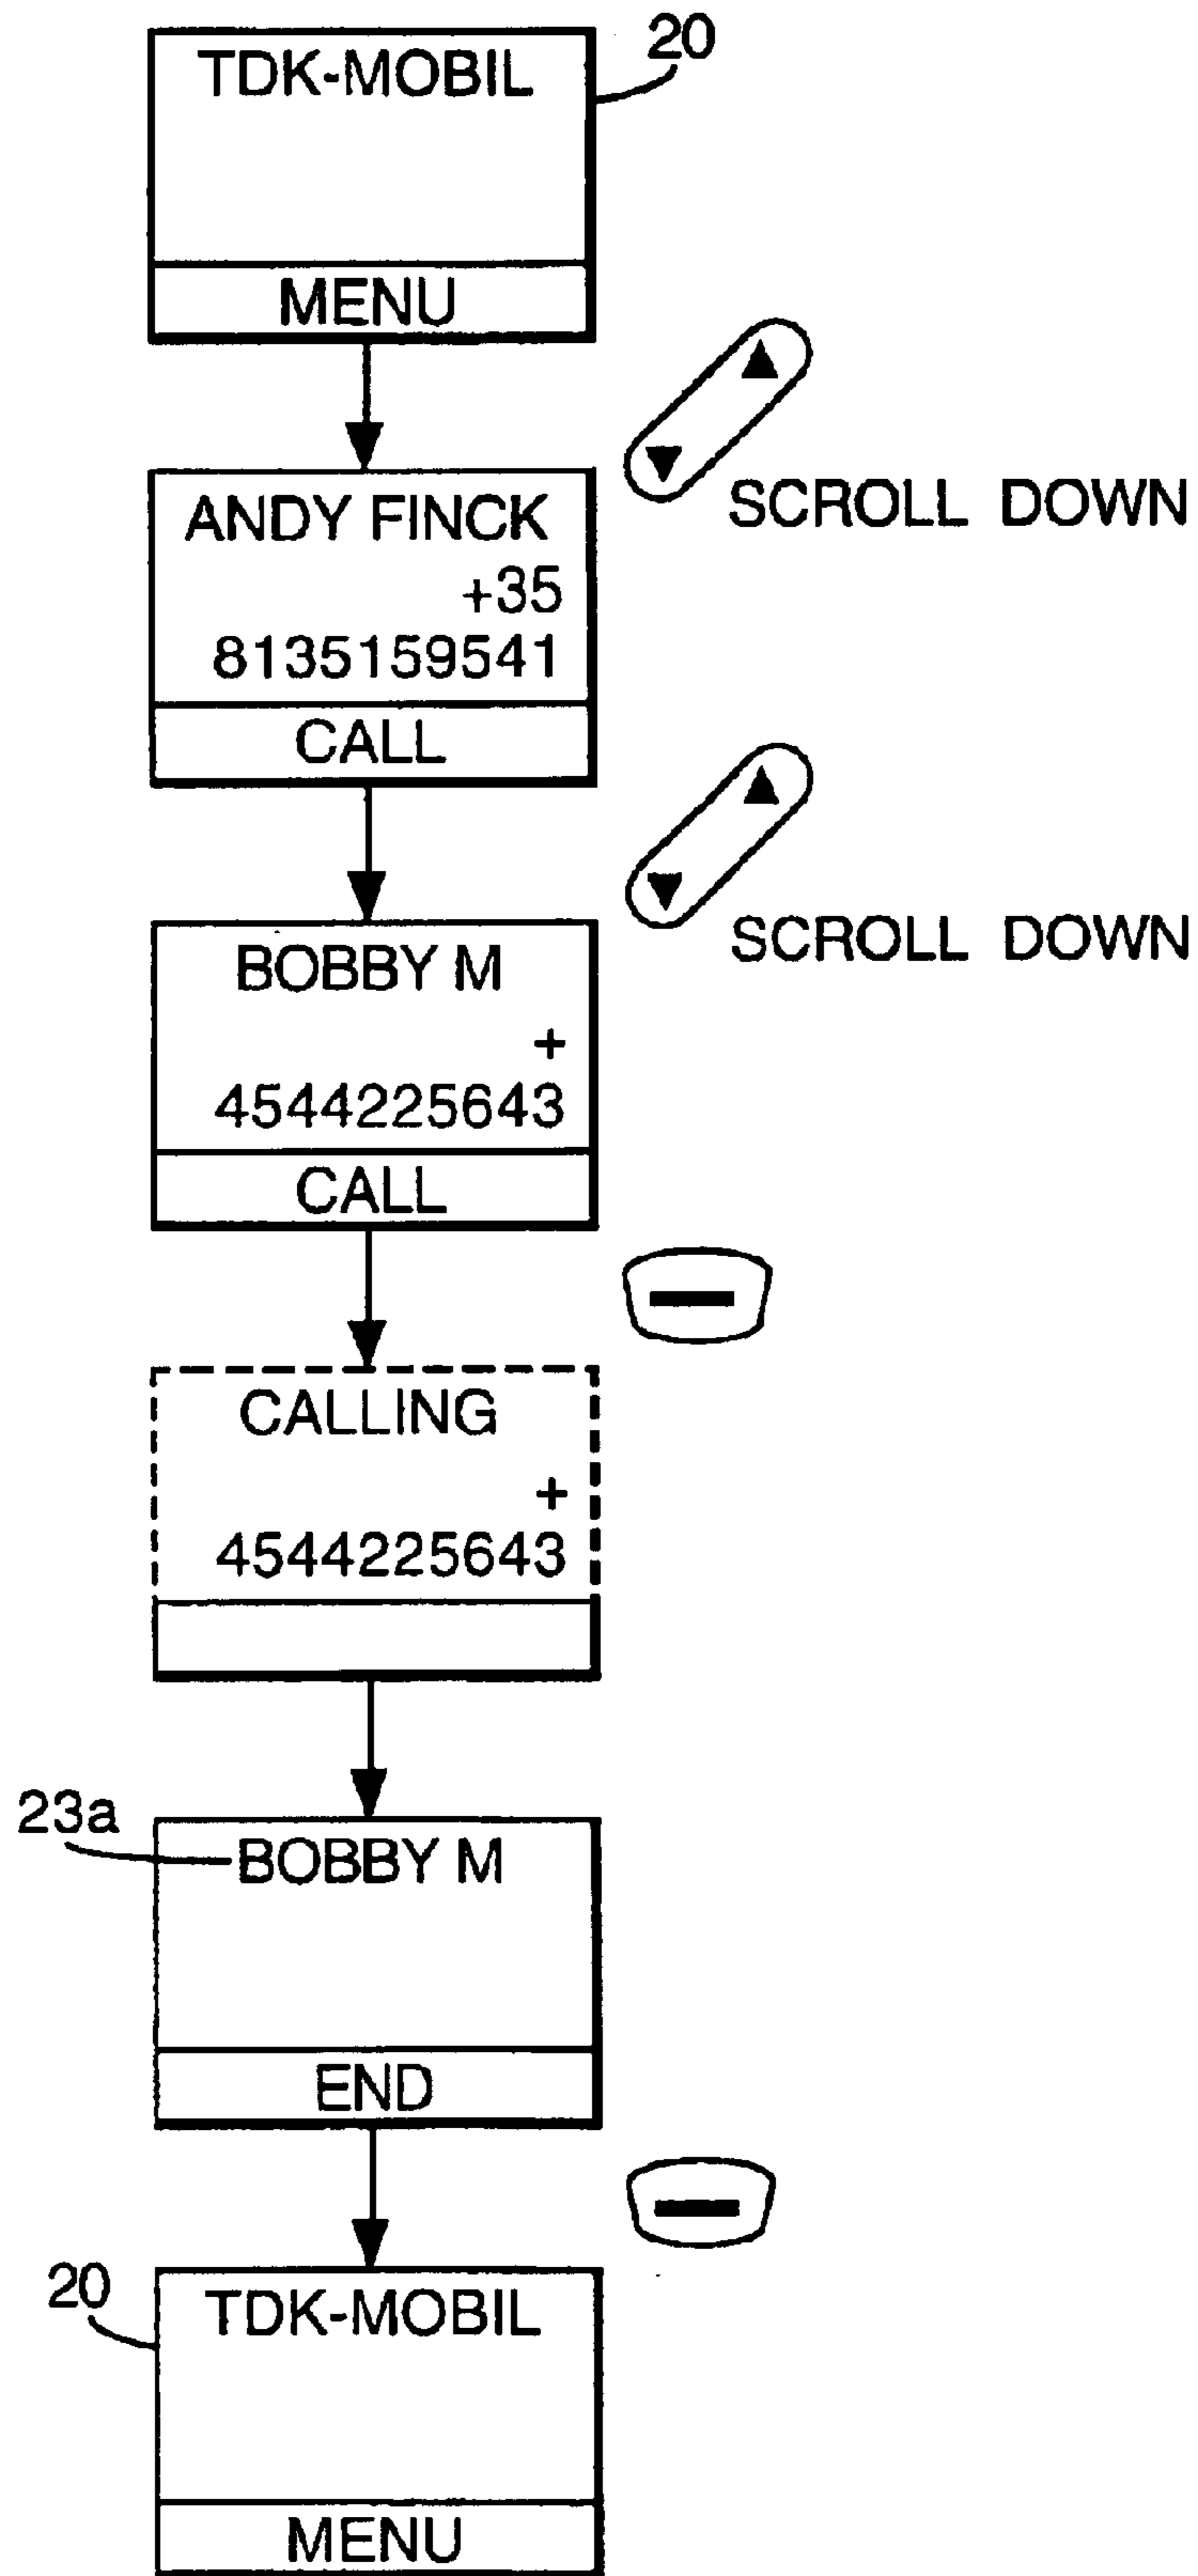 TDK-MOBIL
20
MENU
ANDY FINCK
+35
8135159541
CALL
SCROLL DOWN
BOBBY M
+
4544225643
CALL
SCROLL DOWN
CALLING
+
4544225643
23a
BOBBY M
END
20
TDK-MOBIL
MENU